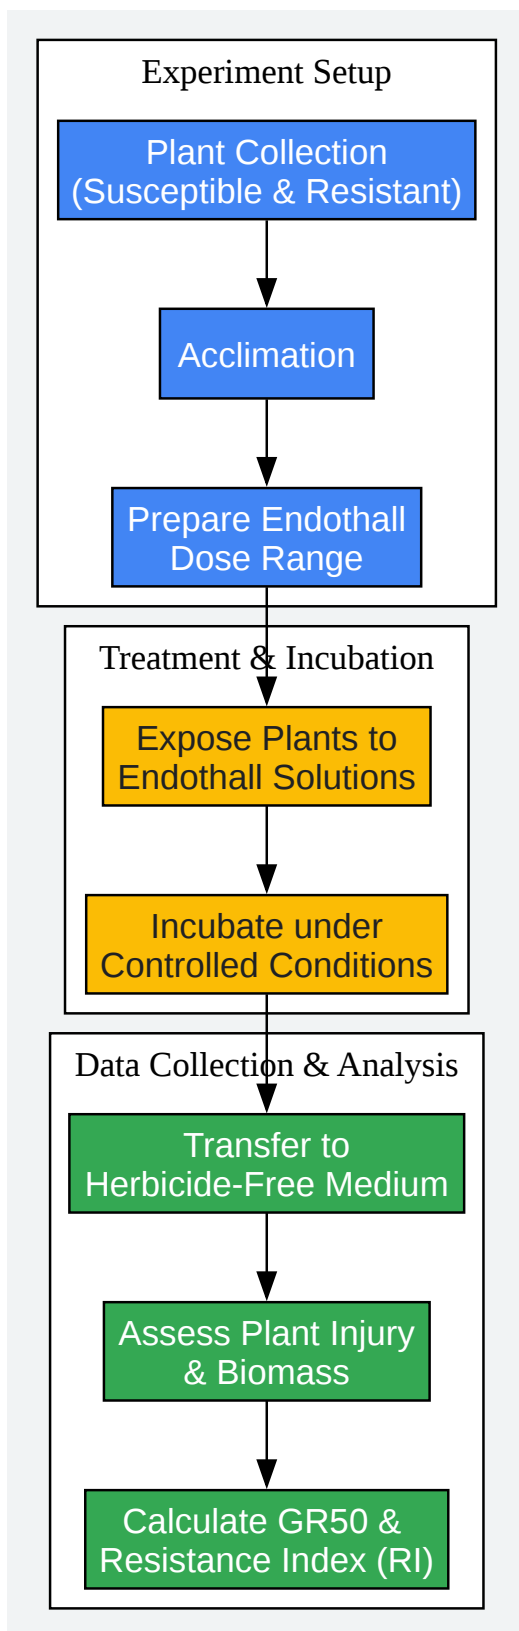 Experiment Setup
Plant Collection
(Susceptible & Resistant)
Acclimation
Prepare Endothall
Dose Range
Treatment & Incubation
Expose Plants to
Endothall Solutions
Incubate under
Controlled Conditions
Data Collection & Analysis
Transfer to
Herbicide-Free Medium
Assess Plant Injury
& Biomass
Calculate GR50 &
Resistance Index (RI)